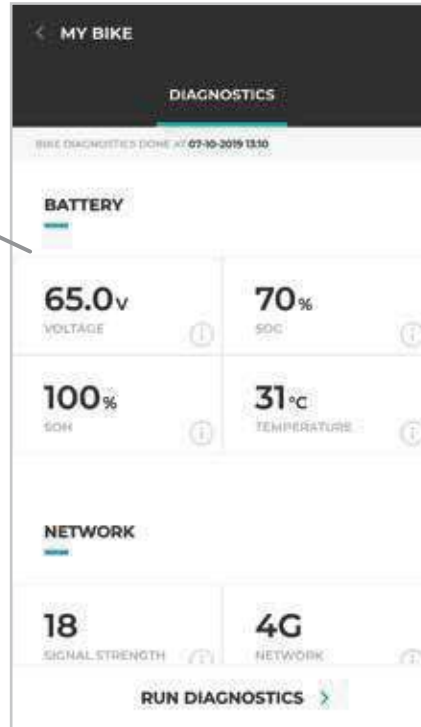 < MY BIKE
DIAGNOSTICS
BIKE DIAGNOSTICS DONE AT 07-10-2019 13:10
BATTERY
65.0V 70%
VOLTAGE SOC
100% 31°C
SOH TEMPERATURE
NETWORK
18 4G
SIGNAL STRENGTH NETWORK
RUN DIAGNOSTICS >